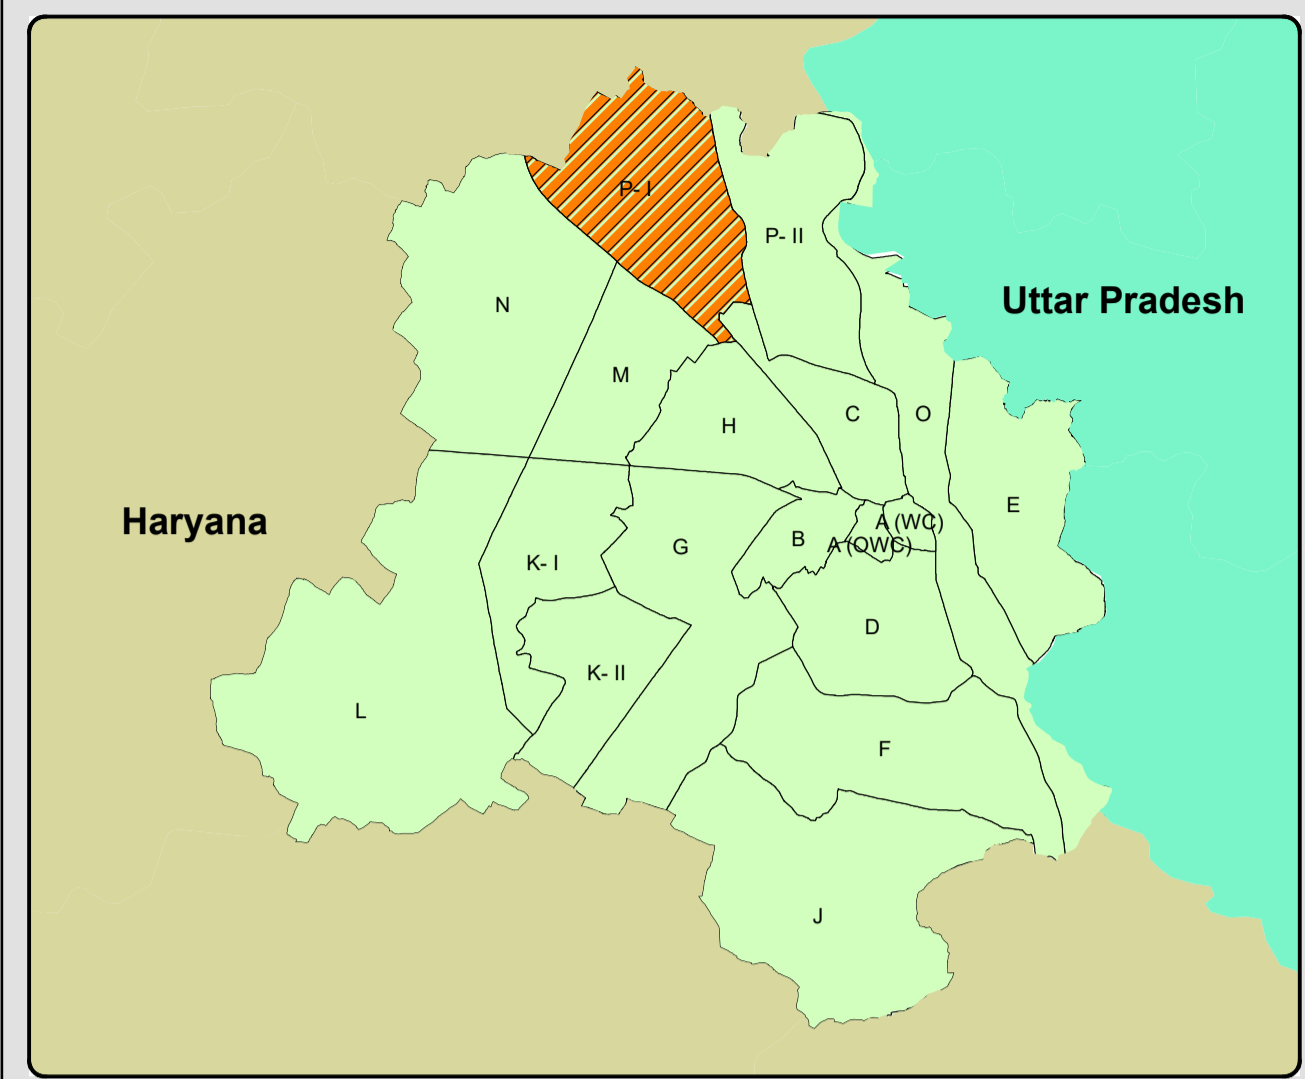 P- I
P- II
Uttar Pradesh
N
M
C
O
H
E
Haryana
A (WC)
B
A (OWC)
G
K- I
D
K- II
L
F
J